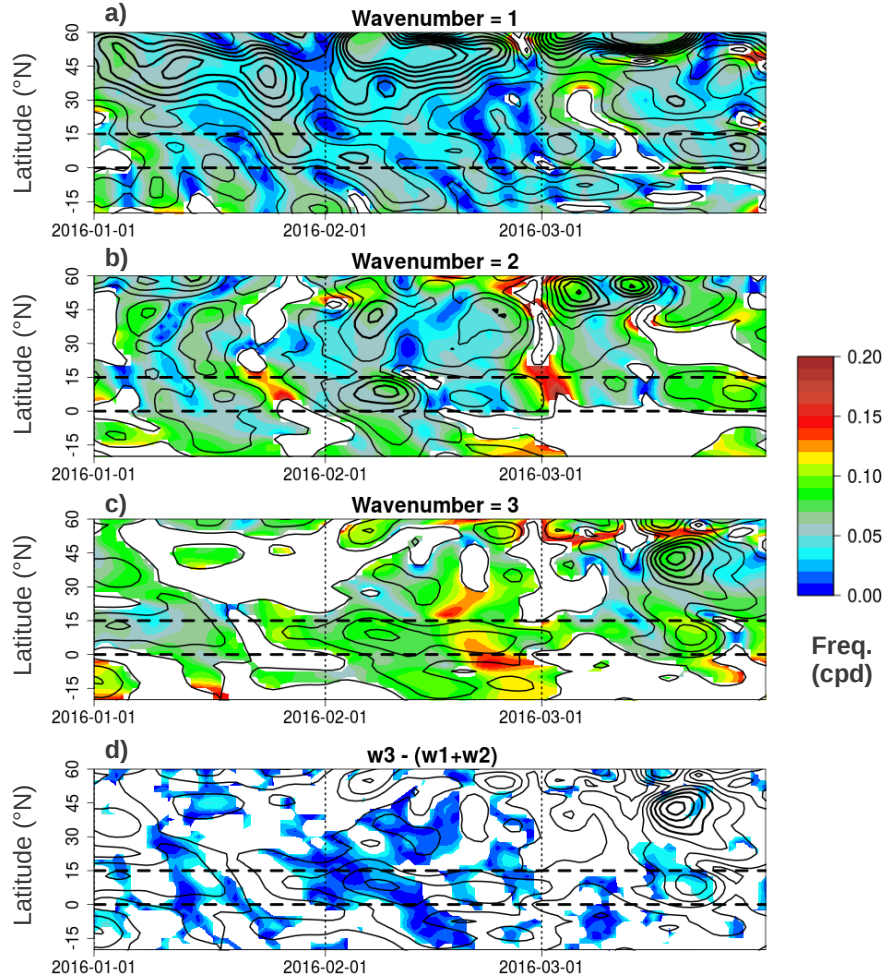 a)
Wavenumber = 1
Latitude (°N)
60
45
30
15
0
-15
2016-01-01 2016-02-01 2016-03-01
b)
Wavenumber = 2
Latitude (°N)
60
45
30
15
0
-15
2016-01-01 2016-02-01 2016-03-01
c)
Wavenumber = 3
Latitude (°N)
60
45
30
15
0
-15
2016-01-01 2016-02-01 2016-03-01
d)
w3 - (w1+w2)
Latitude (°N)
60
45
30
15
0
-15
2016-01-01 2016-02-01 2016-03-01
0.20
0.15
0.10
0.05
0.00
Freq.
(cpd)